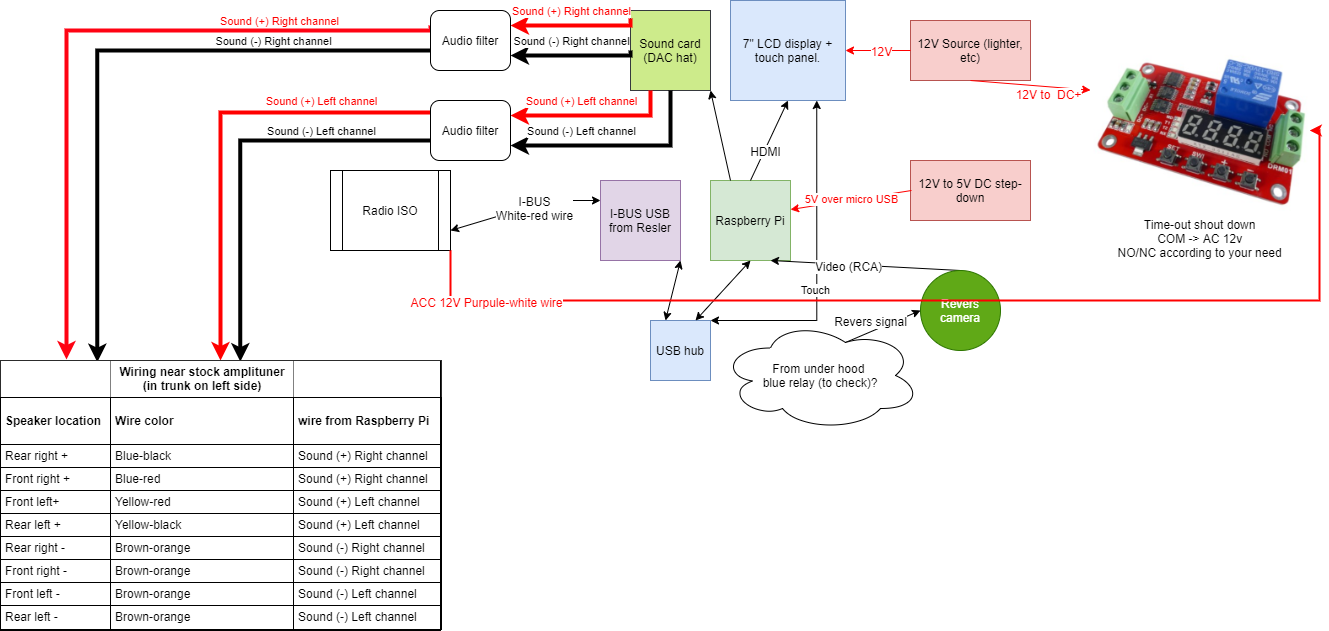 Sound (+) Right channel
Sound (-) Right channel
Audio filter
Sound (+) Right channel
Sound (-) Right channel
Sound card
(DAC hat)
7" LCD display +
touch panel.
12V
12V Source (lighter,
etc)
12V to  DC+
Sound (+) Left channel
Sound (-) Left channel
Audio filter
Sound (+) Left channel
Sound (-) Left channel
HDMI
Radio ISO
I-BUS
White-red wire
I-BUS USB
from Resler
Raspberry Pi
5V over micro USB
12V to 5V DC step-
down
DRM01
Time-out shout down
COM -> AC 12v
NO/NC according to your need
Video (RCA)
Touch
ACC 12V Purpule-white wire
Revers
camera
Revers signal
USB hub
From under hood
blue relay (to check)?
Wiring near stock amplituner
(in trunk on left side)
Speaker location
Wire color
wire from Raspberry Pi
Rear right +
Blue-black
Sound (+) Right channel
Front right +
Blue-red
Sound (+) Right channel
Front left+
Yellow-red
Sound (+) Left channel
Rear left +
Yellow-black
Sound (+) Left channel
Rear right -
Brown-orange
Sound (-) Right channel
Front right -
Brown-orange
Sound (-) Right channel
Front left -
Brown-orange
Sound (-) Left channel
Rear left -
Brown-orange
Sound (-) Left channel